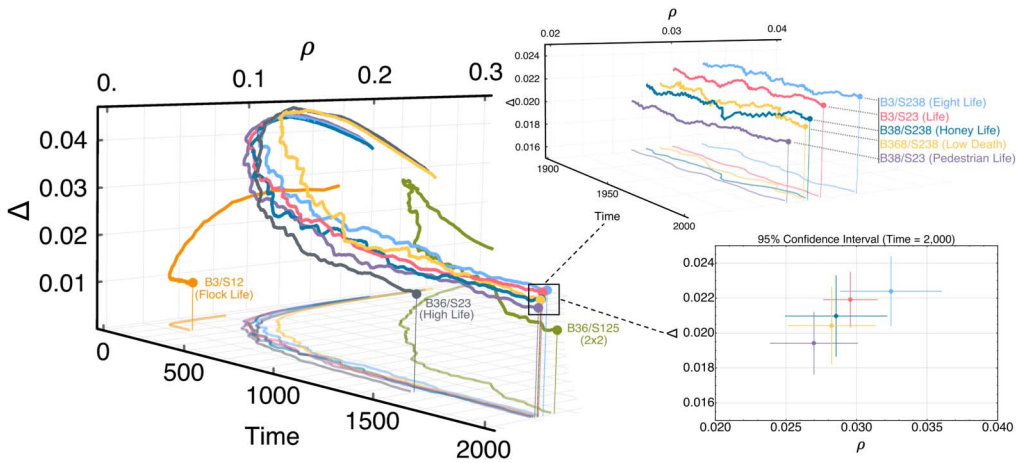 ρ
0. 0.1 0.2 0.3
0.04
0.03
0.02
0.01
Δ
B3/S12
(Flock Life)
B36/S23
(High Life)
B36/S125
(2x2)
0
500
1000
1500
2000
Time
ρ
0.02 0.03 0.04
0.024
0.022
0.020
0.018
0.016
Δ
1900
1950
2000
Time
B3/S238 (Eight Life)
B3/S23 (Life)
B38/S238 (Honey Life)
B368/S238 (Low Death)
B38/S23 (Pedestrian Life)
95% Confidence Interval (Time = 2,000)
0.024
0.022
0.020
0.018
0.016
Δ
0.020 0.025 0.030 0.035 0.040
ρ